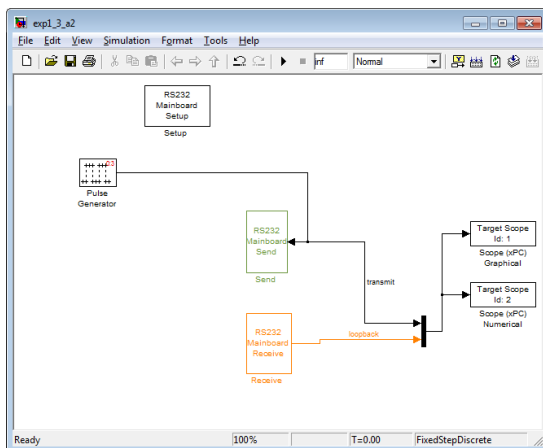 exp1_3_a2
File Edit View Simulation Format Tools Help
inf Normal
RS232
Mainboard
Setup
Setup
Pulse
Generator
RS232
Mainboard
Send
Send
transmit
Target Scope
Id: 1
Scope (xPC)
Graphical
Target Scope
Id: 2
Scope (xPC)
Numerical
RS232
Mainboard
Receive
Receive
loopback
Ready 100% T=0.00 FixedStepDiscrete